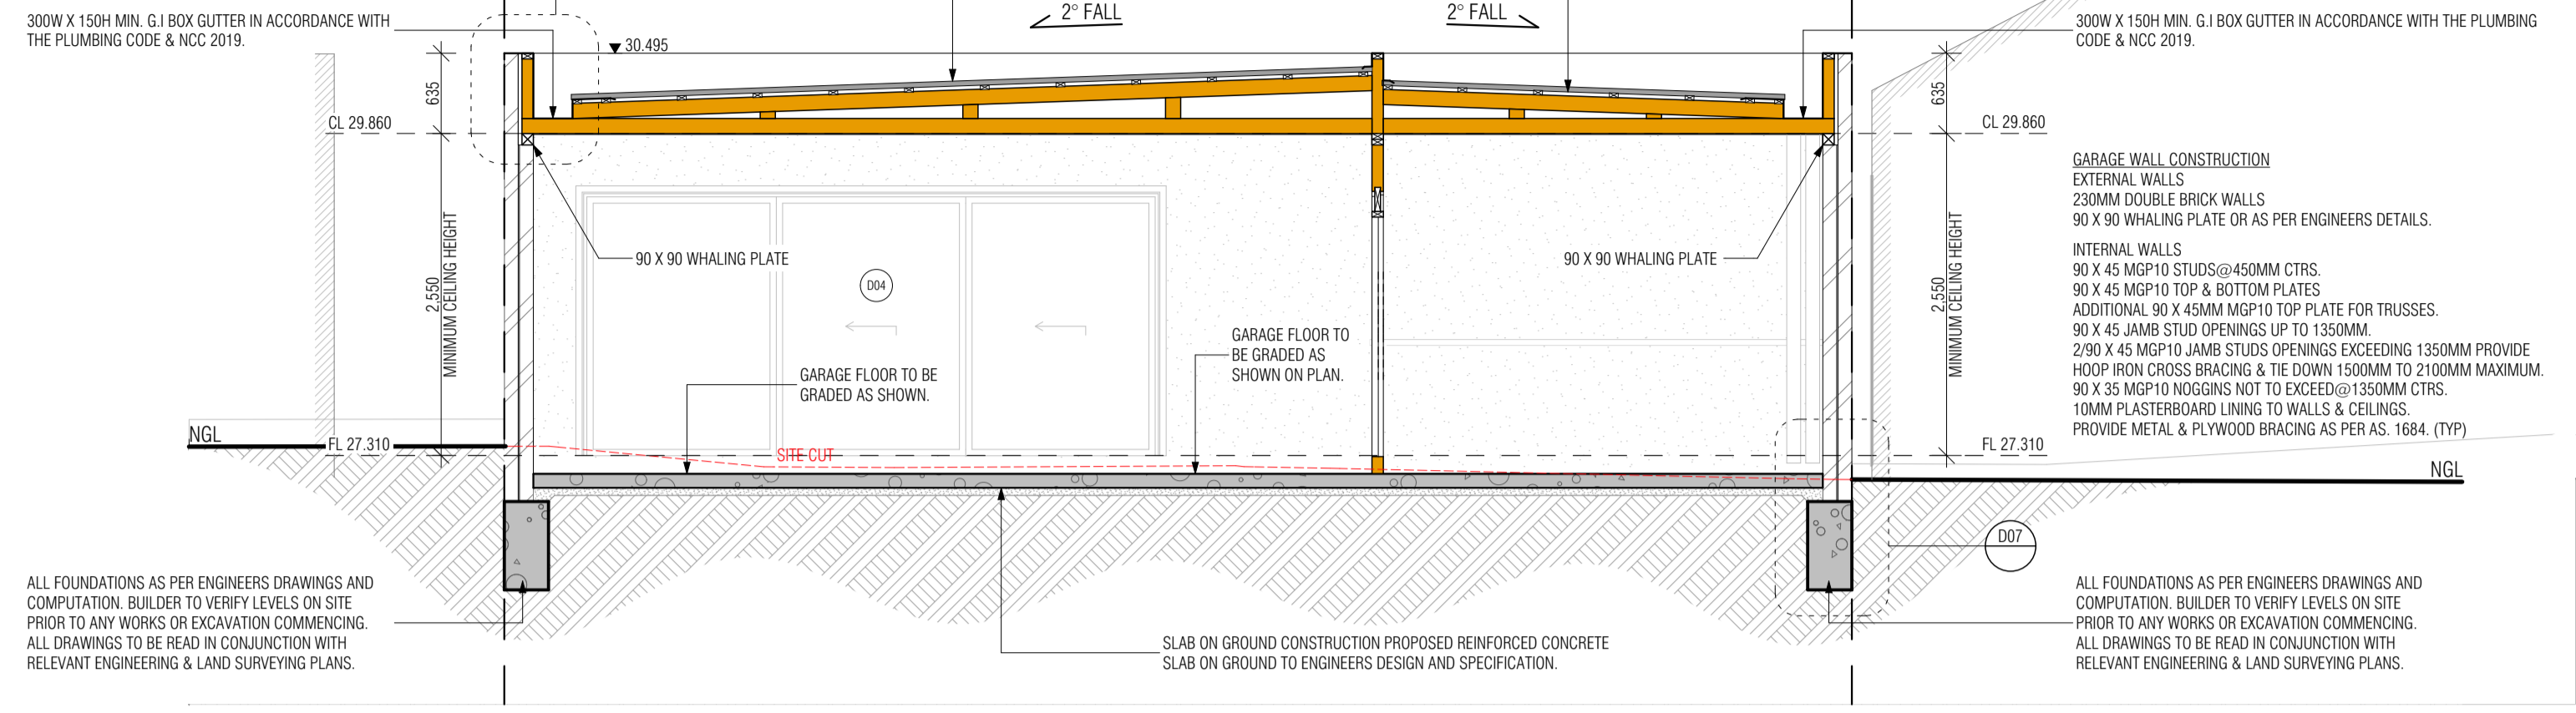 300W X 150H MIN. G.I BOX GUTTER IN ACCORDANCE WITH
THE PLUMBING CODE & NCC 2019.
2° FALL
2° FALL
300W X 150H MIN. G.I BOX GUTTER IN ACCORDANCE WITH THE PLUMBING
CODE & NCC 2019.
30.495
635
635
CL 29.860
CL 29.860
GARAGE WALL CONSTRUCTION
EXTERNAL WALLS
230MM DOUBLE BRICK WALLS
90 X 90 WHALING PLATE OR AS PER ENGINEERS DETAILS.
INTERNAL WALLS
90 X 45 MGP10 STUDS@450MM CTRS.
90 X 45 MGP10 TOP & BOTTOM PLATES
ADDITIONAL 90 X 45MM MGP10 TOP PLATE FOR TRUSSES.
90 X 45 JAMB STUD OPENINGS UP TO 1350MM.
2/90 X 45 MGP10 JAMB STUDS OPENINGS EXCEEDING 1350MM PROVIDE
HOOP IRON CROSS BRACING & TIE DOWN 1500MM TO 2100MM MAXIMUM.
90 X 35 MGP10 NOGGINS NOT TO EXCEED@1350MM CTRS.
10MM PLASTERBOARD LINING TO WALLS & CEILINGS.
PROVIDE METAL & PLYWOOD BRACING AS PER AS. 1684. (TYP)
2,550
MINIMUM CEILING HEIGHT
90 X 90 WHALING PLATE
D04
90 X 90 WHALING PLATE
2,550
MINIMUM CEILING HEIGHT
GARAGE FLOOR TO BE
GRADED AS SHOWN.
GARAGE FLOOR TO
BE GRADED AS
SHOWN ON PLAN.
NGL
FL 27.310
SITE CUT
FL 27.310
NGL
D07
ALL FOUNDATIONS AS PER ENGINEERS DRAWINGS AND
COMPUTATION. BUILDER TO VERIFY LEVELS ON SITE
PRIOR TO ANY WORKS OR EXCAVATION COMMENCING.
ALL DRAWINGS TO BE READ IN CONJUNCTION WITH
RELEVANT ENGINEERING & LAND SURVEYING PLANS.
SLAB ON GROUND CONSTRUCTION PROPOSED REINFORCED CONCRETE
SLAB ON GROUND TO ENGINEERS DESIGN AND SPECIFICATION.
ALL FOUNDATIONS AS PER ENGINEERS DRAWINGS AND
COMPUTATION. BUILDER TO VERIFY LEVELS ON SITE
PRIOR TO ANY WORKS OR EXCAVATION COMMENCING.
ALL DRAWINGS TO BE READ IN CONJUNCTION WITH
RELEVANT ENGINEERING & LAND SURVEYING PLANS.